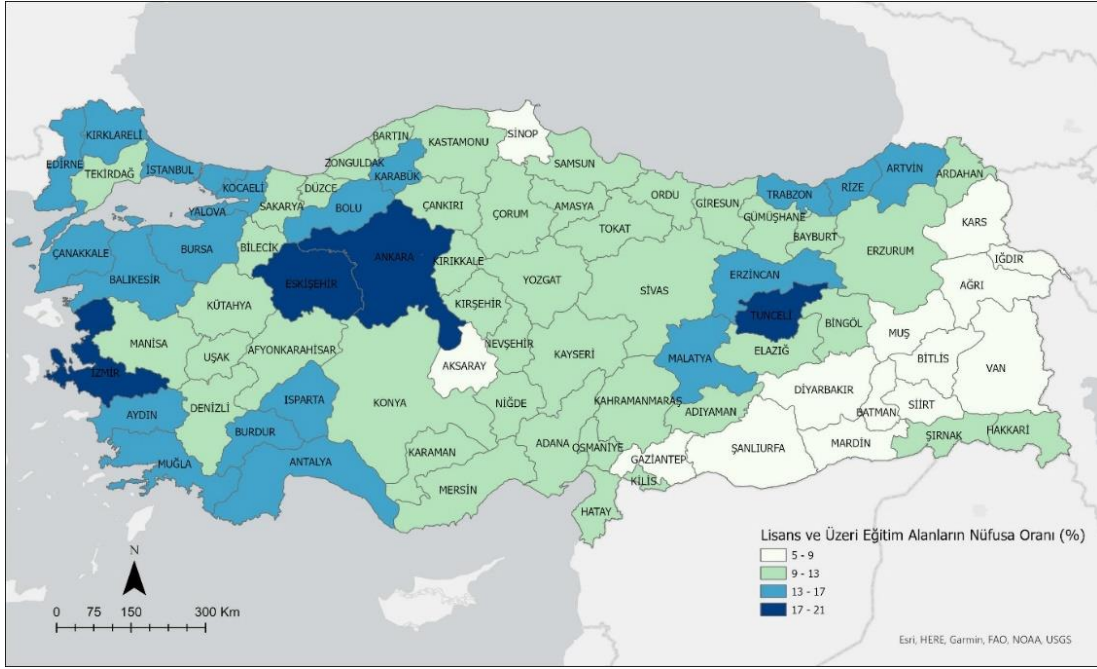 SİNOP
BARTIN
KASTAMONU
KIRKLARELİ
ZONGULDAK
SAMSUN
EDİRNE
TEKİRDAĞ
İSTANBUL
KARABÜK
ARTVİN
KOCAELİ
DÜZCE
ORDU
TRABZON
RİZE
ARDAHAN
YALOVA
SAKARYA
BOLU
ÇANKIRI
ÇORUM
AMASYA
GİRESUN
GÜMÜŞHANE
KARS
TOKAT
BAYBURT
ÇANAKKALE
BURSA
BİLECİK
ANKARA
KIRIKKALE
ERZURUM
IĞDIR
BALIKESİR
ESKİŞEHİR
YOZGAT
SİVAS
ERZİNCAN
AĞRI
KÜTAHYA
KIRŞEHİR
TUNCELİ
BİNGÖL
MUŞ
MANİSA
UŞAK
AFYONKARAHİSAR
NEVŞEHİR
KAYSERİ
MALATYA
ELAZIĞ
BİTLİS
VAN
AKSARAY
İZMİR
DİYARBAKIR
AYDIN
DENİZLİ
ISPARTA
KONYA
NİĞDE
KAHRAMANMARAŞ
ADIYAMAN
BATMAN
SİİRT
BURDUR
ŞIRNAK
HAKKARİ
MUĞLA
ANTALYA
KARAMAN
ADANA
OSMANİYE
GAZİANTEP
ŞANLIURFA
MARDİN
MERSİN
KİLİS
HATAY
Lisans ve Üzeri Eğitim Alanların Nüfusa Oranı (%)
5 - 9
9 - 13
13 - 17
17 - 21
N
0 75 150 300 Km
Esri, HERE, Garmin, FAO, NOAA, USGS